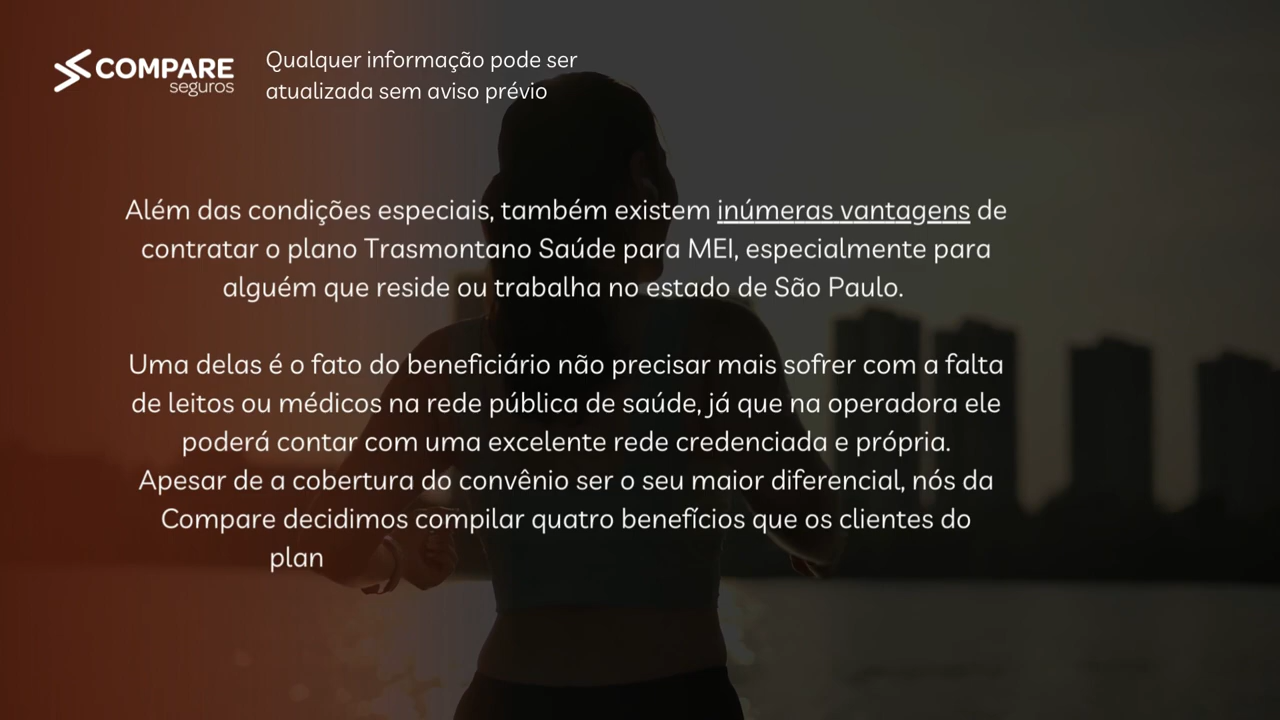 COMPARE
seguros
Qualquer informação pode ser
atualizada sem aviso prévio
Além das condições especiais, também existem inúmeras vantagens de
contratar o plano Trasmontano Saúde para MEI, especialmente para
alguém que reside ou trabalha no estado de São Paulo.
Uma delas é o fato do beneficiário não precisar mais sofrer com a falta
de leitos ou médicos na rede pública de saúde, já que na operadora ele
poderá contar com uma excelente rede credenciada e própria.
Apesar de a cobertura do convênio ser o seu maior diferencial, nós da
Compare decidimos compilar quatro benefícios que os clientes do
plan